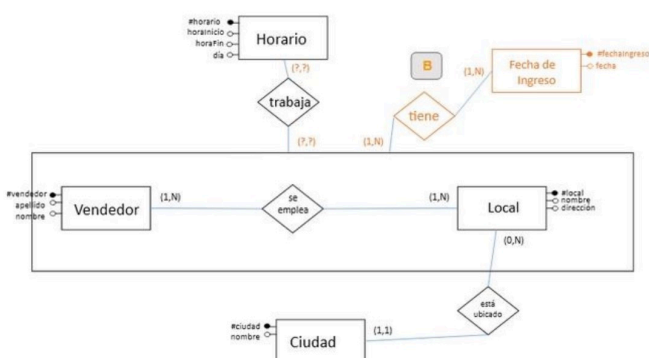 #horario
horaInicio
horaFin
día
Horario
(?,?)
trabaja
(?,?)
B
(1,N)
Fecha de
Ingreso
#fechaIngreso
fecha
tiene
(1,N)
#vendedor
apellido
nombre
Vendedor
(1,N)
se
emplea
(1,N)
Local
#local
nombre
dirección
(0,N)
está
ubicado
#ciudad
nombre
Ciudad
(1,1)